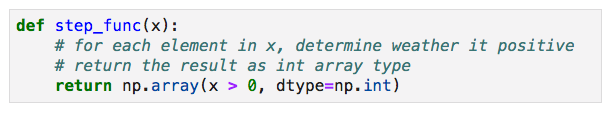 def step_func(x):
    # for each element in x, determine weather it positive
    # return the result as int array type
    return np.array(x > 0, dtype=np.int)